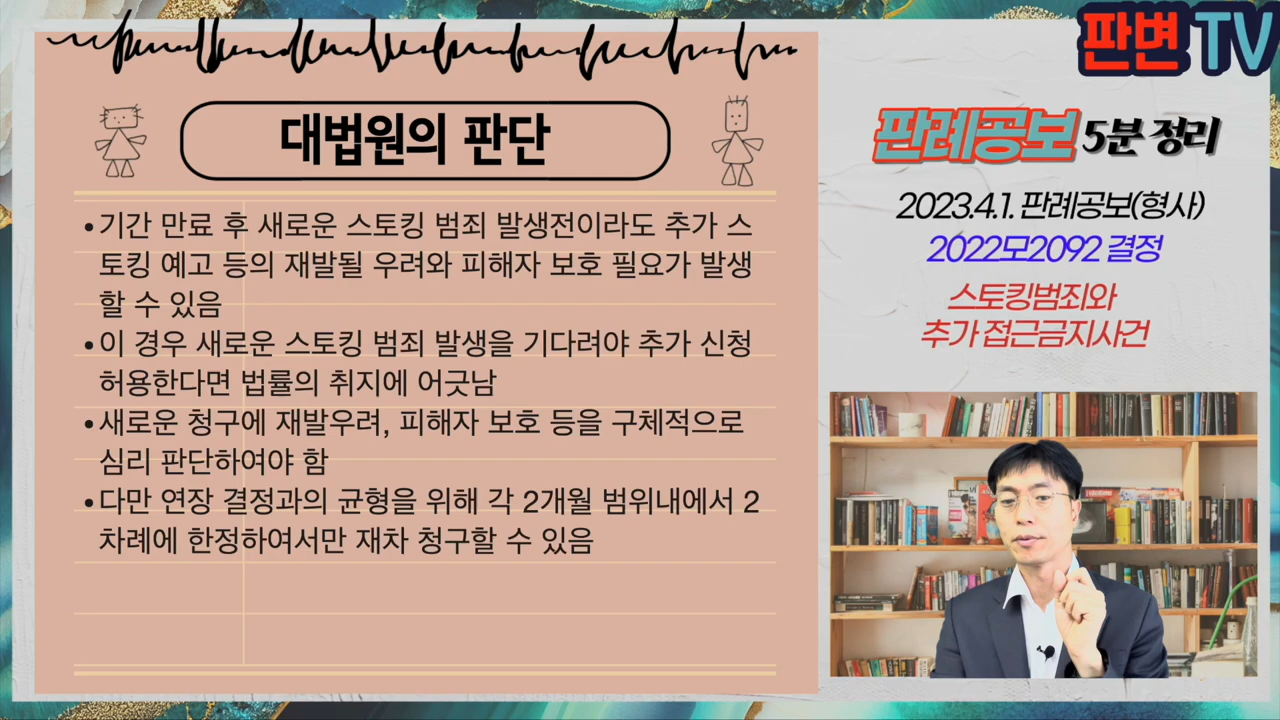 판변 TV
대법원의 판단
•기간 만료 후 새로운 스토킹 범죄 발생전이라도 추가 스
토킹 예고 등의 재발될 우려와 피해자 보호 필요가 발생
할 수 있음
•이 경우 새로운 스토킹 범죄 발생을 기다려야 추가 신청
허용한다면 법률의 취지에 어긋남
•새로운 청구에 재발우려, 피해자 보호 등을 구체적으로
심리 판단하여야 함
•다만 연장 결정과의 균형을 위해 각 2개월 범위내에서 2
차례에 한정하여서만 재차 청구할 수 있음
판례공보 5분 정리
2023.4.1. 판례공보(형사)
2022모2092 결정
스토킹범죄와
추가 접근금지사건